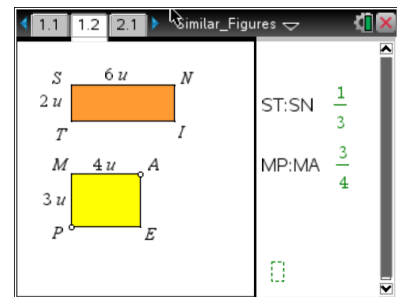 1.1 1.2 2.1 Similar_Figures
S 6 u N
2 u
T I
M 4 u A
3 u
P E
ST:SN 1/3
MP:MA 3/4